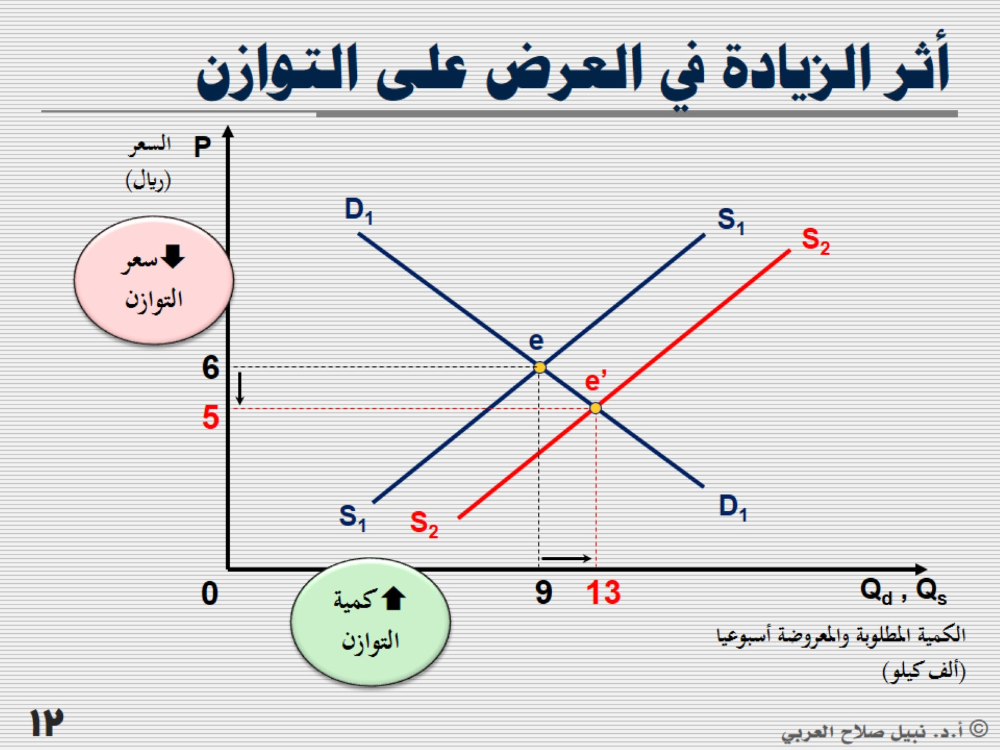 أثر الزيادة في العرض على التوازن
السعر P
(ريال)
D1
S1
S2
سعر
التوازن
e
6
e’
5
S1
S2
D1
0
9
13
Qd , Qs
كمية
التوازن
الكمية المطلوبة والمعروضة أسبوعيا
(ألف كيلو)
١٢
© أ.د. نبيل صلاح العربي